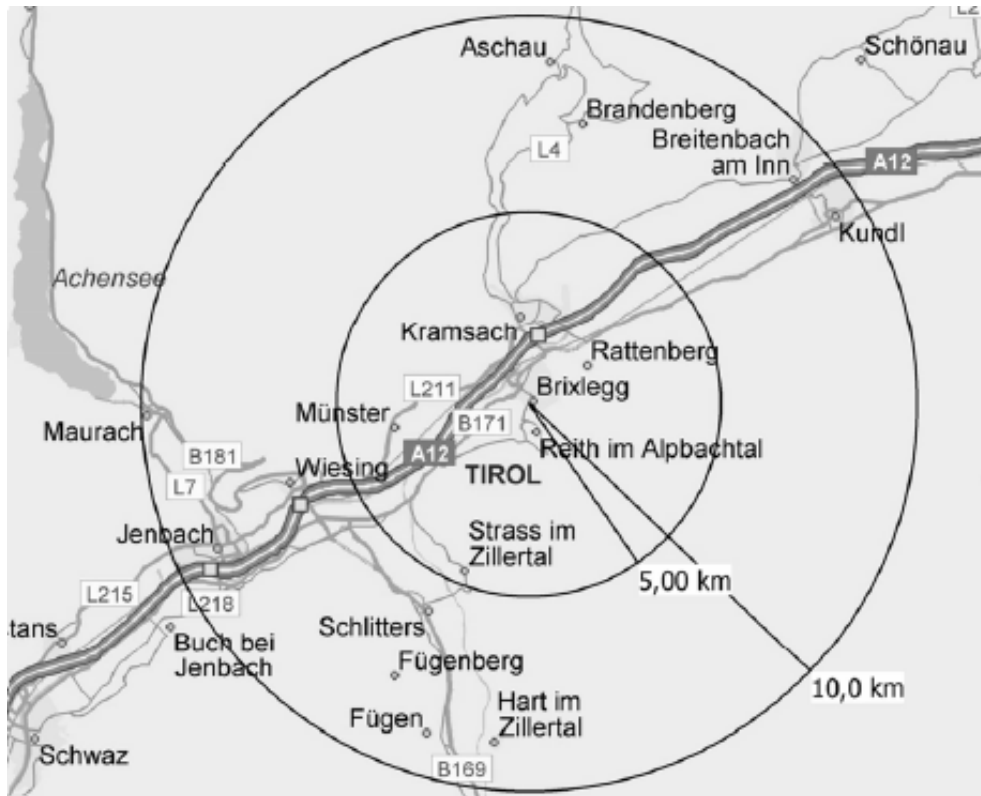 L2
Aschau
Schönau
Brandenberg
L4
Breitenbach
am Inn
A12
Kundl
Achensee
Kramsach
Rattenberg
L211
Brixlegg
Münster
B171
Maurach
Reith im Alpbachtal
B181
A12
Wiesing
TIROL
L7
Jenbach
Strass im
Zillertal
5,00 km
L215
L218
Schlitters
tans
Buch bei
Jenbach
Fügenberg
10,0 km
Hart im
Zillertal
Fügen
Schwaz
B169